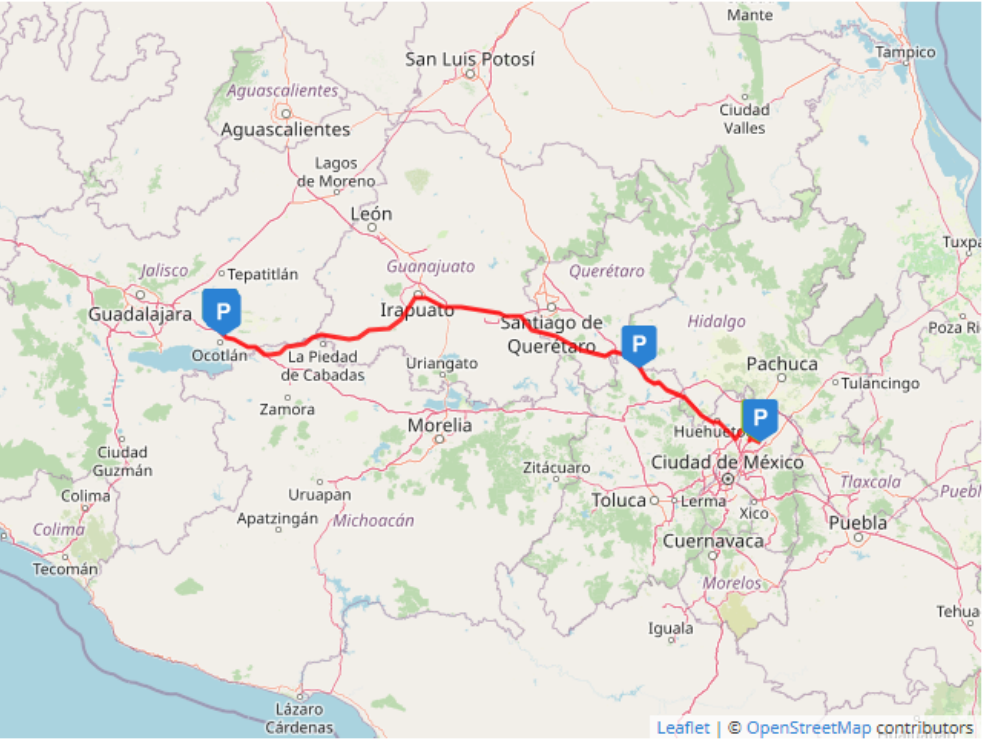 Mante
San Luis Potosí
Tampico
Aguascalientes
Ciudad
Valles
Aguascalientes
Lagos
de Moreno
León
Jalisco
Tepatitlán
Guanajuato
Querétaro
Tuxpa
P
Guadalajara
Irapuato
Santiago de
Querétaro
Hidalgo
Poza Ri
P
Ocotlán
La Piedad
de Cabadas
Uriangato
Pachuca
Tulancingo
Zamora
P
Morelia
Huehueto
Ciudad
Guzmán
Zitácuaro
Ciudad de México
Tlaxcala
Puebl
Colima
Uruapan
Toluca
Lerma
Xico
Apatzingán
Michoacán
Puebla
Colima
Cuernavaca
Tecomán
Morelos
Iguala
Tehua
Lázaro
Cárdenas
Leaflet | © OpenStreetMap contributors